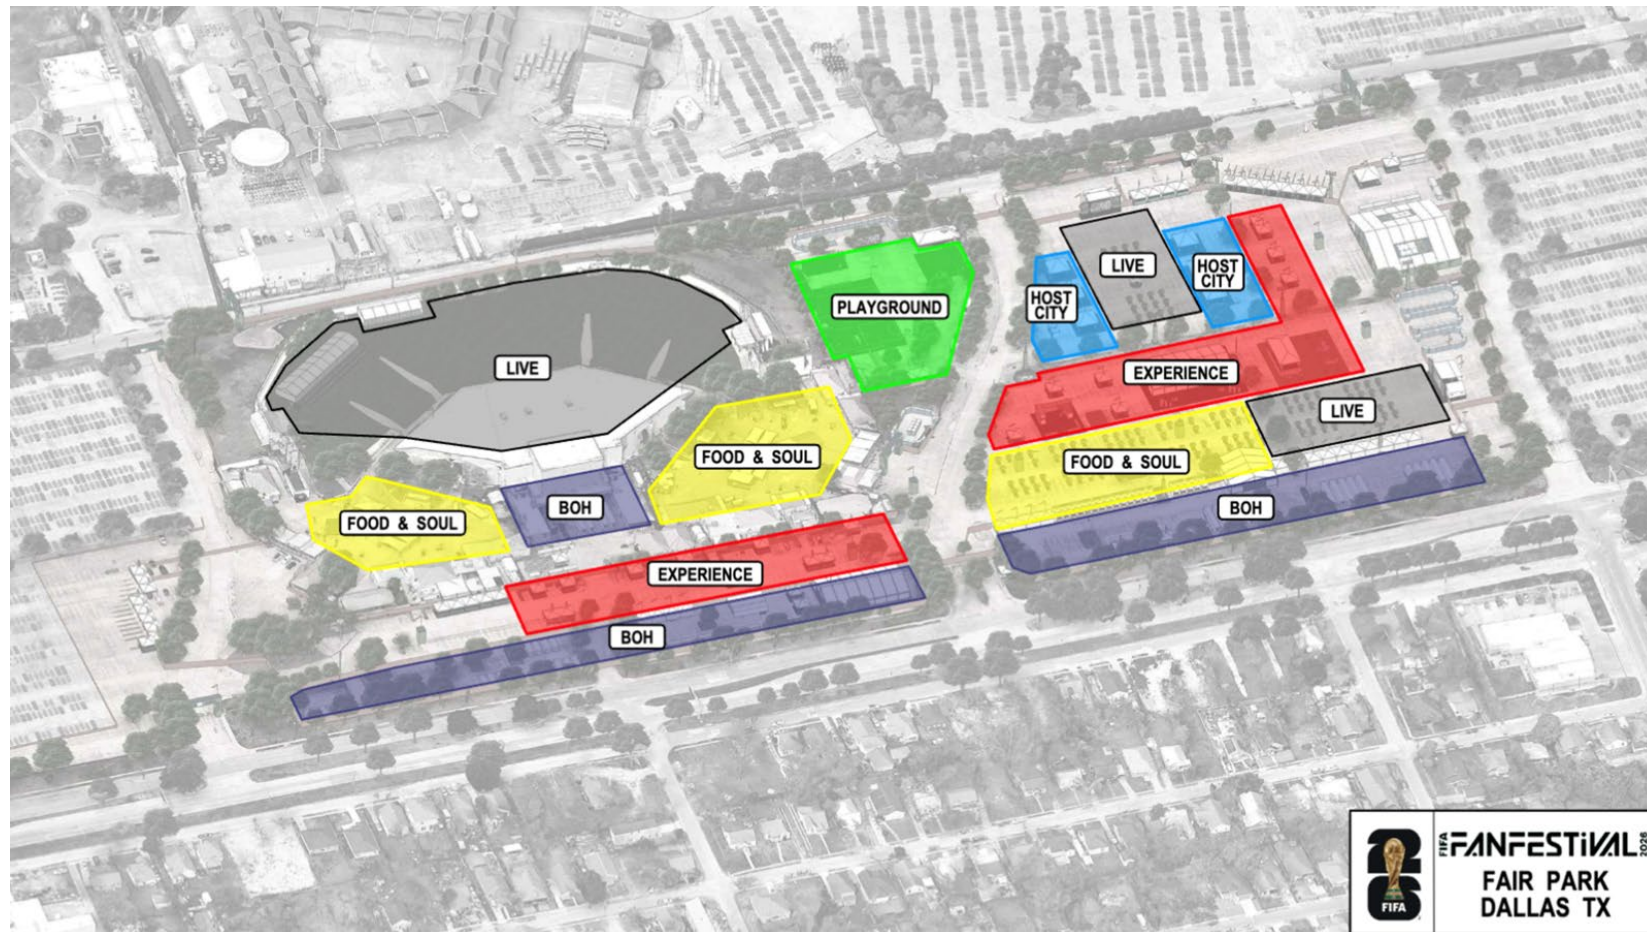 PLAYGROUND
LIVE
HOST
CITY
HOST
CITY
LIVE
EXPERIENCE
LIVE
FOOD & SOUL
FOOD & SOUL
BOH
BOH
FOOD & SOUL
EXPERIENCE
BOH
LIVE
FIFA FANFESTiVAL 2026
FAIR PARK
DALLAS TX
FIFA